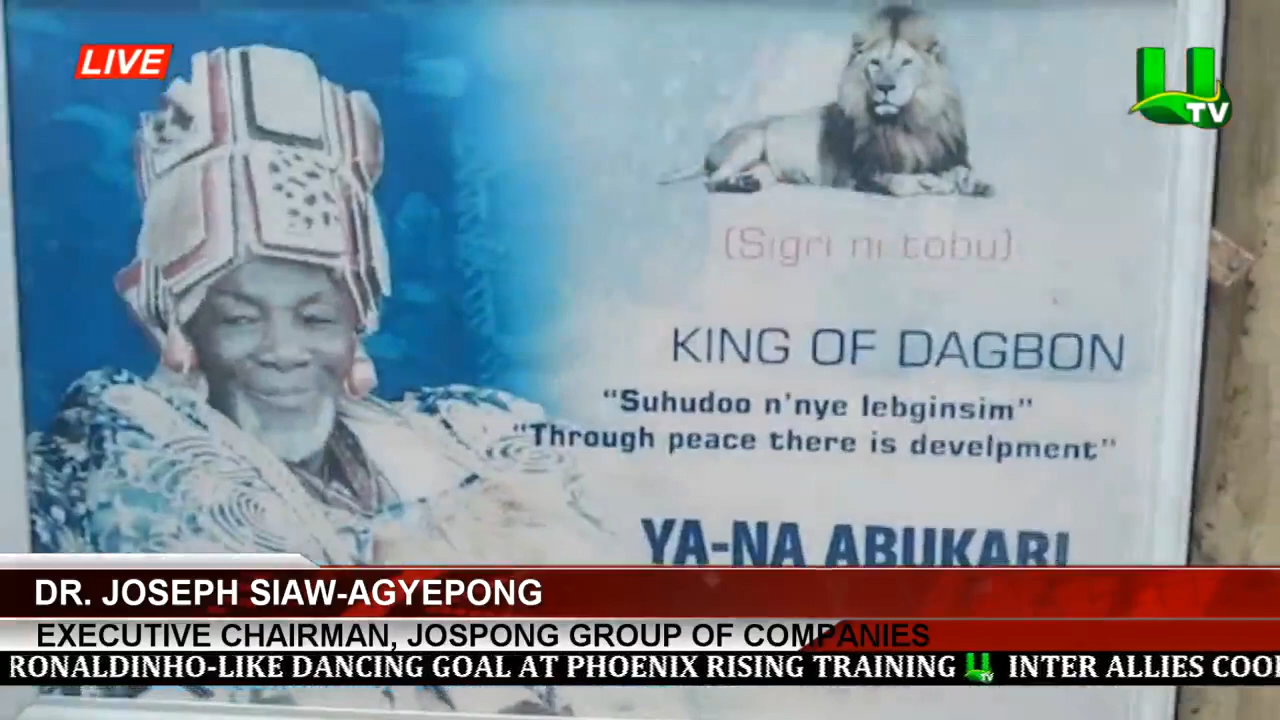 LIVE
U
TV
(Sigri ni tobu)
KING OF DAGBON
"Suhudoo n'nye lebginsim"
"Through peace there is develpment"
YA-NA ABUKARI
DR. JOSEPH SIAW-AGYEPONG
EXECUTIVE CHAIRMAN, JOSPONG GROUP OF COMPANIES
RONALDINHO-LIKE DANCING GOAL AT PHOENIX RISING TRAINING U TV INTER ALLIES